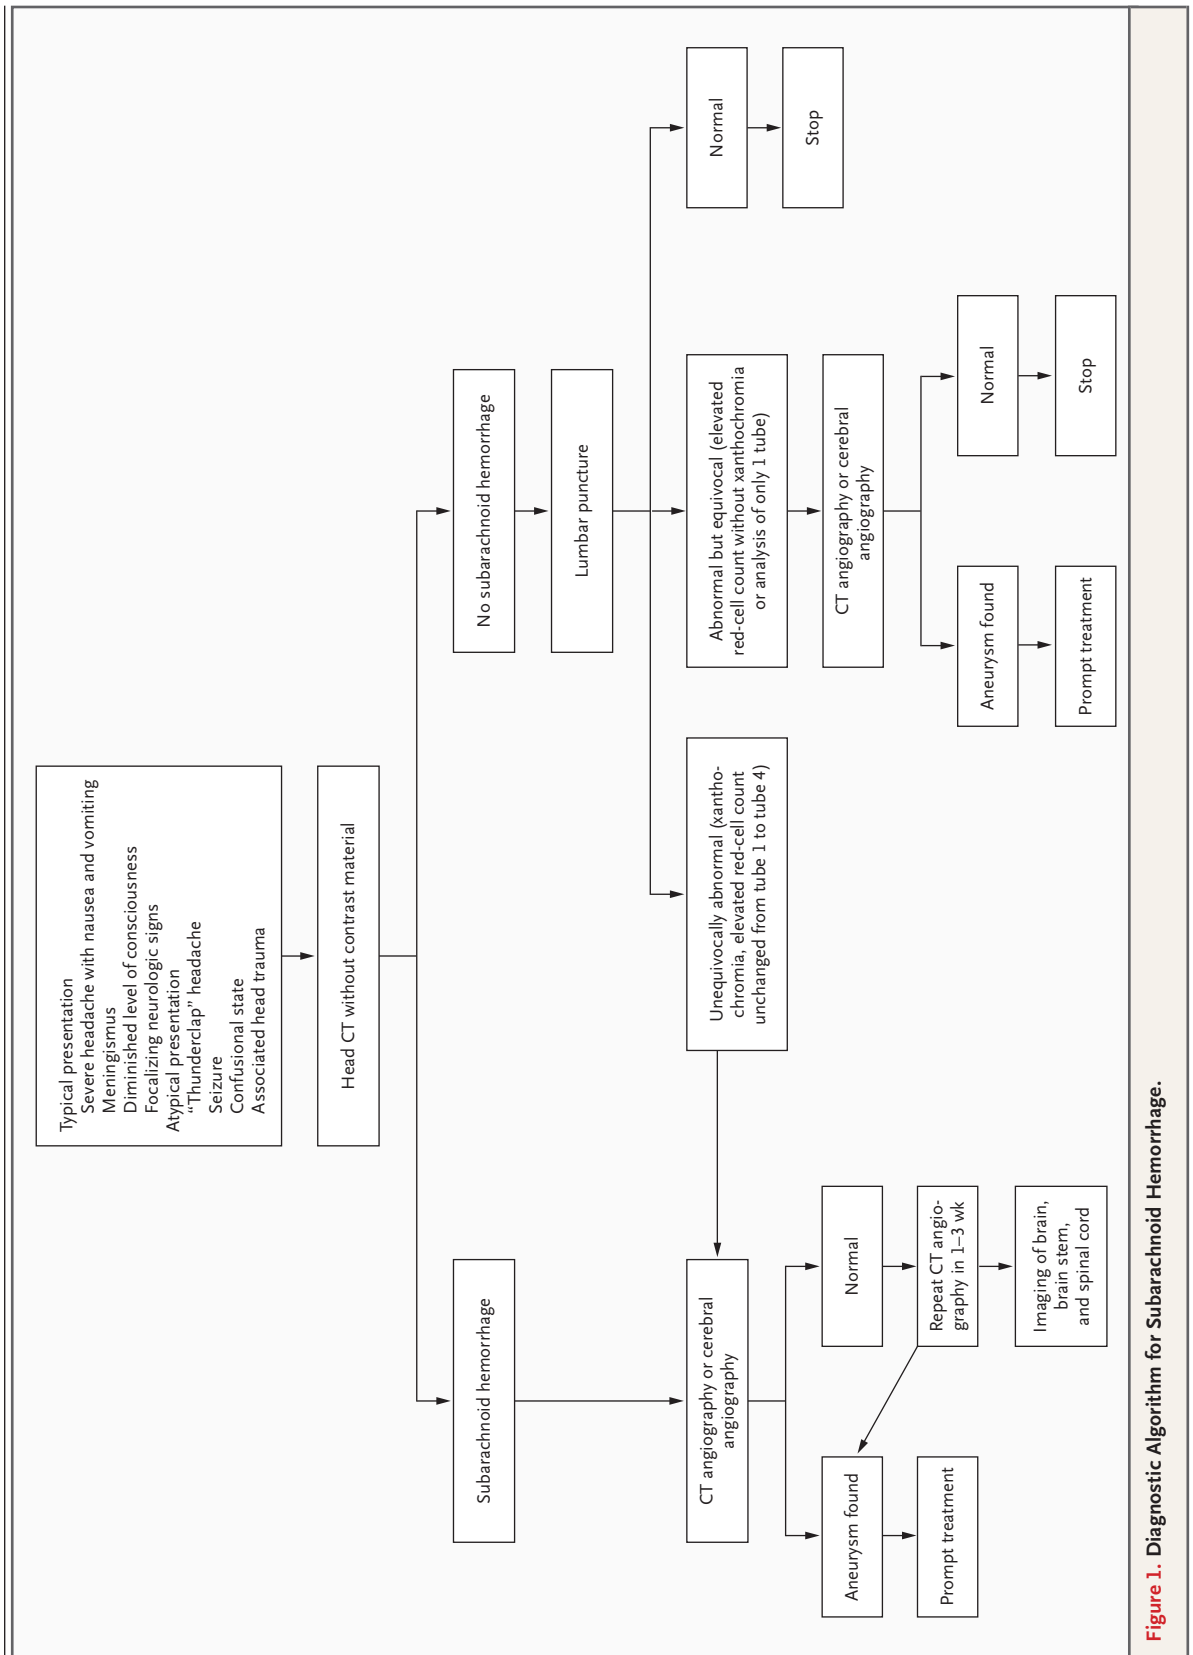 Typical presentation
Severe headache with nausea and vomiting
Meningismus
Diminished level of consciousness
Focalizing neurologic signs
Atypical presentation
“Thunderclap” headache
Seizure
Confusional state
Associated head trauma
Head CT without contrast material
Subarachnoid hemorrhage
No subarachnoid hemorrhage
Lumbar puncture
CT angiography or cerebral
angiography
Unequivocally abnormal (xantho-
chromia, elevated red-cell count
unchanged from tube 1 to tube 4)
Abnormal but equivocal (elevated
red-cell count without xanthochromia
or analysis of only 1 tube)
Normal
Stop
Aneurysm found
Prompt treatment
Normal
Repeat CT angio-
graphy in 1–3 wk
Imaging of brain,
brain stem,
and spinal cord
CT angiography or cerebral
angiography
Aneurysm found
Prompt treatment
Normal
Stop
Figure 1. Diagnostic Algorithm for Subarachnoid Hemorrhage.